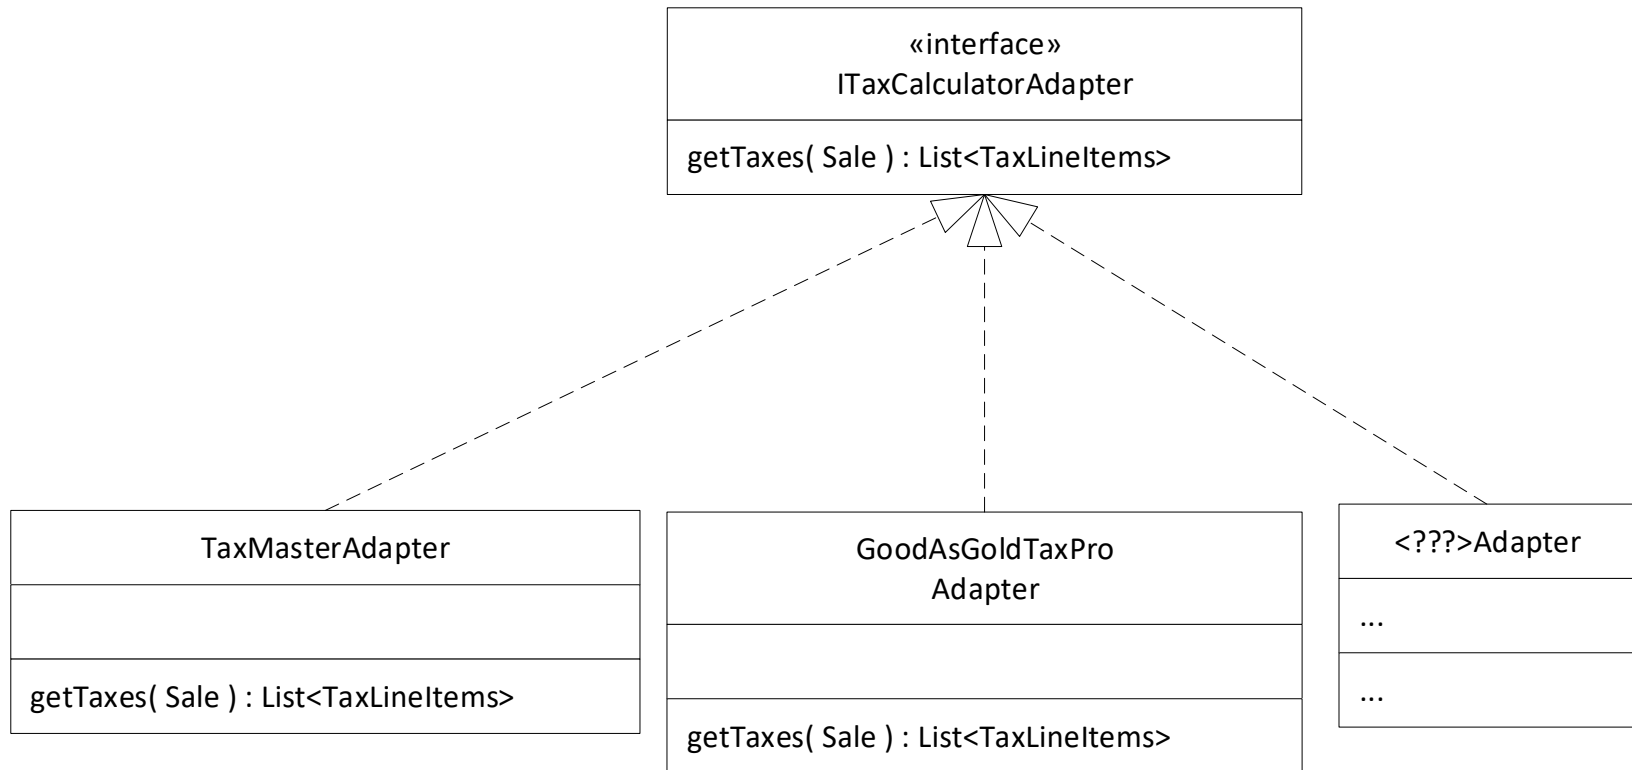 «interface»
ITaxCalculatorAdapter
getTaxes( Sale ) : List<TaxLineItems>
TaxMasterAdapter
getTaxes( Sale ) : List<TaxLineItems>
GoodAsGoldTaxPro
Adapter
getTaxes( Sale ) : List<TaxLineItems>
<???>Adapter
...
...